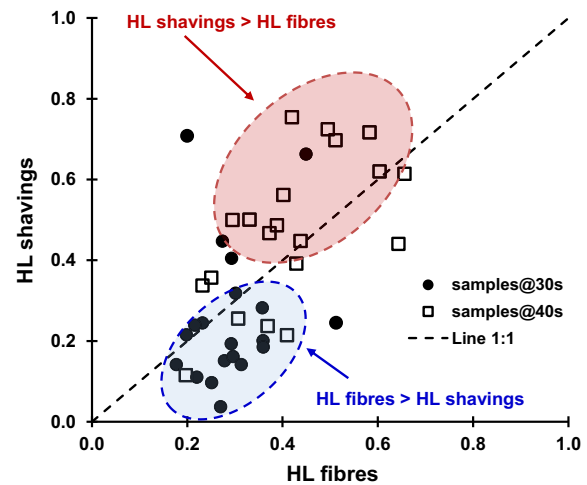 HL shavings > HL fibres
1.0
0.8
0.6
0.4
0.2
0.0
HL shavings
samples@30s
samples@40s
Line 1:1
HL fibres > HL shavings
0.0 0.2 0.4 0.6 0.8 1.0
HL fibres